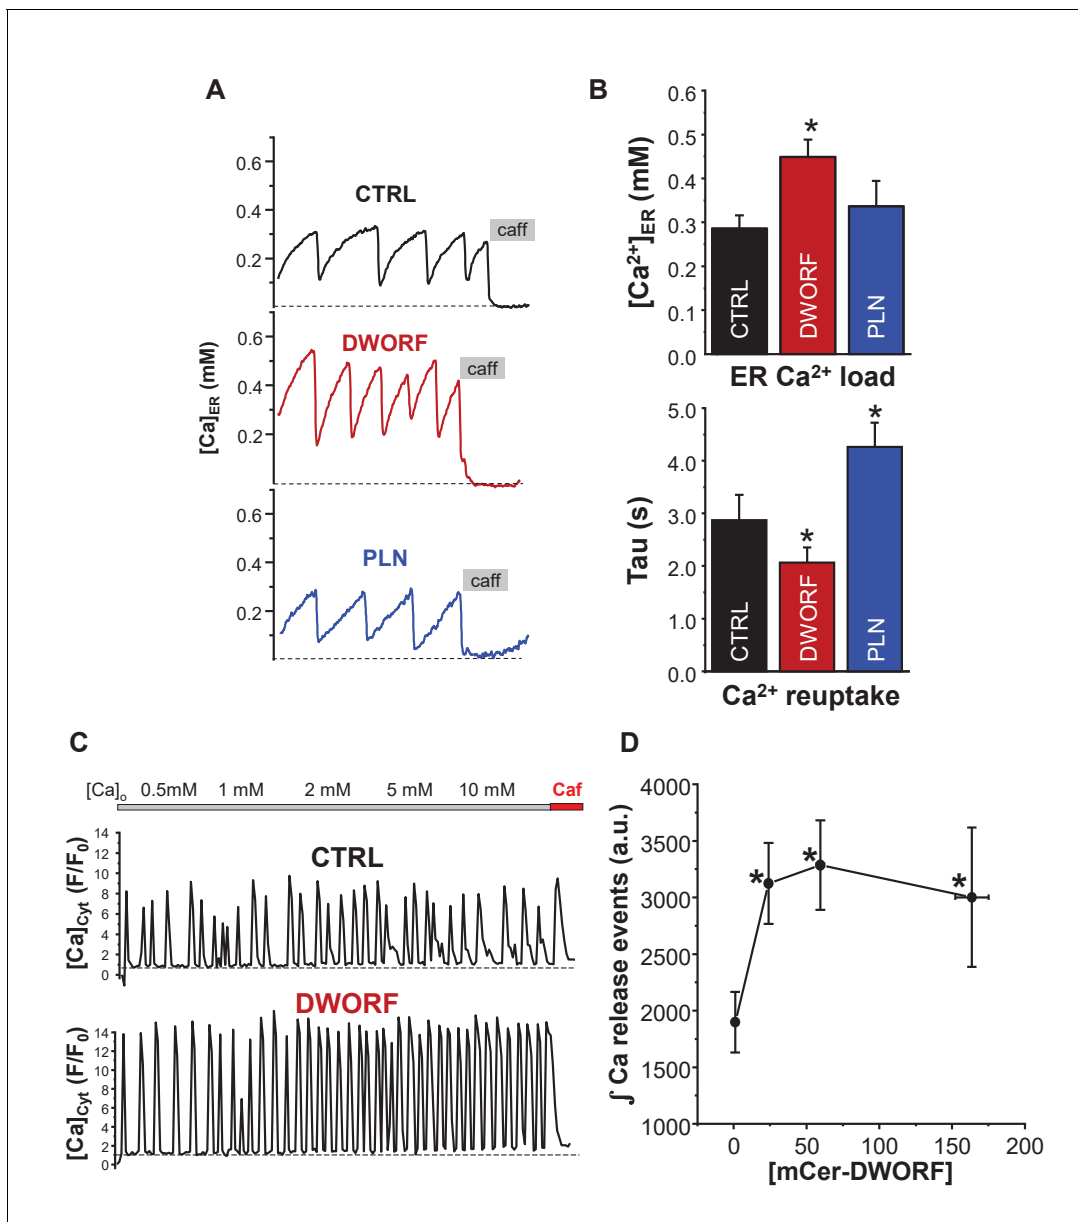 A
0.6
0.4
0.2
CTRL
caff
0.6
0.4
0.2
DWORF
caff
[Ca]ER (mM)
0.6
0.4
0.2
PLN
caff
B
0.6
0.5
0.4
0.3
0.2
0.1
0.0
[Ca2+]ER (mM)
*
CTRL
DWORF
PLN
ER Ca2+ load
5.0
4.0
3.0
2.0
1.0
0.0
Tau (s)
*
*
CTRL
DWORF
PLN
Ca2+ reuptake
C
[Ca]o 0.5mM 1 mM 2 mM 5 mM 10 mM Caf
14
12
10
8
6
4
2
0
[Ca]Cyt (F/F0)
CTRL
DWORF
14
12
10
8
6
4
2
0
[Ca]Cyt (F/F0)
D
4000
3500
3000
2500
2000
1500
1000
∫ Ca release events (a.u.)
* * *
0 50 100 150 200
[mCer-DWORF]